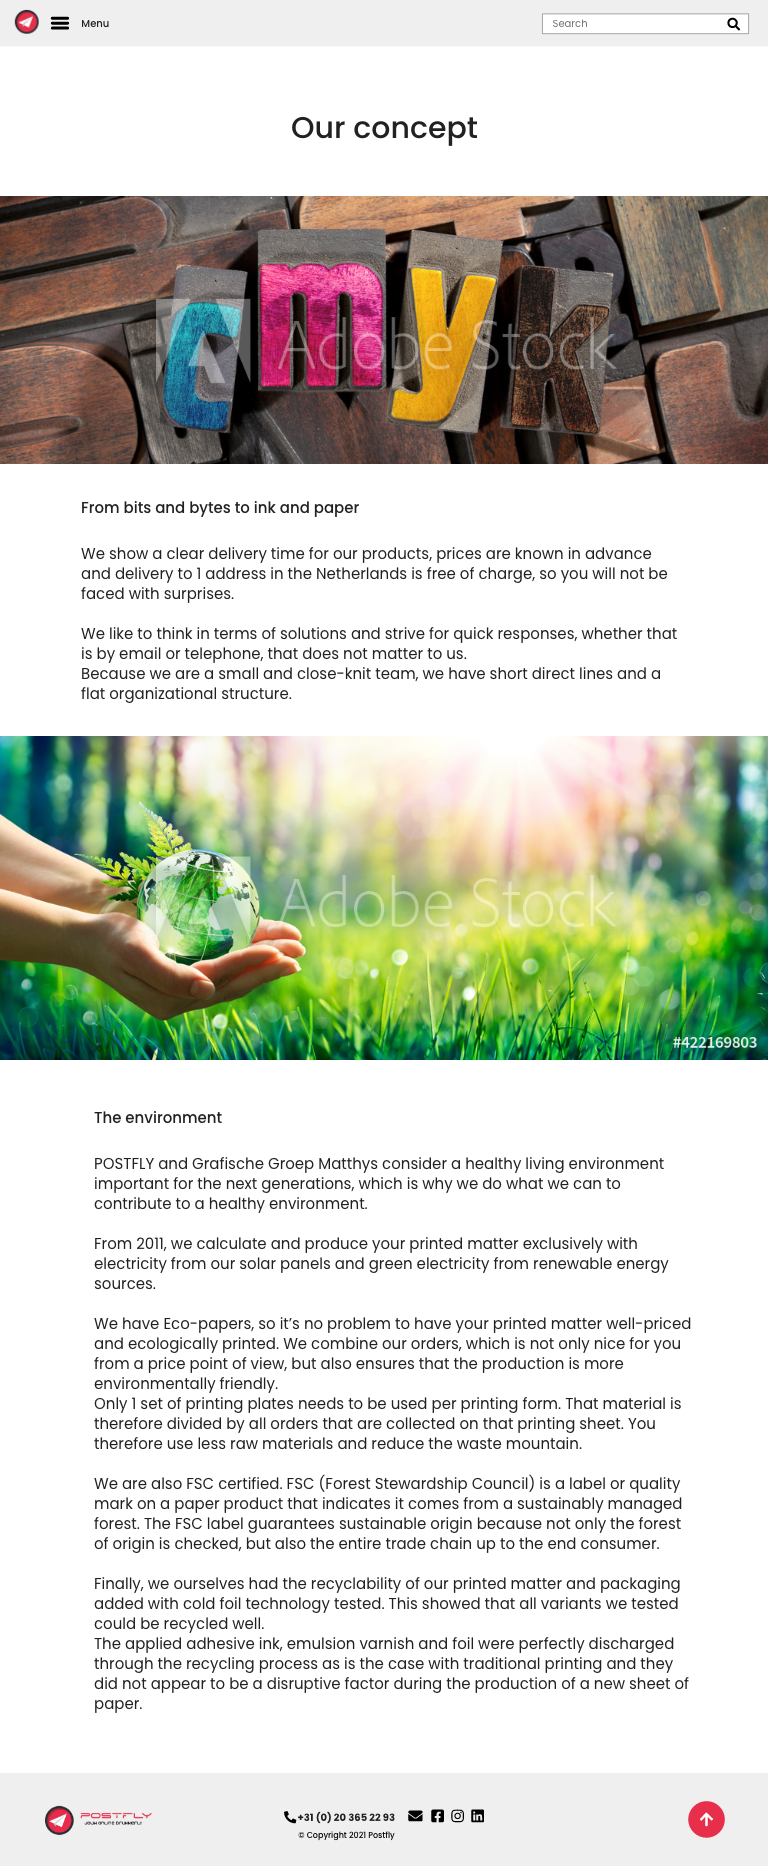 Menu
Search
Our concept
cmyk
Adobe Stock
From bits and bytes to ink and paper
We show a clear delivery time for our products, prices are known in advance
and delivery to 1 address in the Netherlands is free of charge, so you will not be
faced with surprises.
We like to think in terms of solutions and strive for quick responses, whether that
is by email or telephone, that does not matter to us.
Because we are a small and close-knit team, we have short direct lines and a
flat organizational structure.
Adobe Stock
#422169803
The environment
POSTFLY and Grafische Groep Matthys consider a healthy living environment
important for the next generations, which is why we do what we can to
contribute to a healthy environment.
From 2011, we calculate and produce your printed matter exclusively with
electricity from our solar panels and green electricity from renewable energy
sources.
We have Eco-papers, so it’s no problem to have your printed matter well-priced
and ecologically printed. We combine our orders, which is not only nice for you
from a price point of view, but also ensures that the production is more
environmentally friendly.
Only 1 set of printing plates needs to be used per printing form. That material is
therefore divided by all orders that are collected on that printing sheet. You
therefore use less raw materials and reduce the waste mountain.
We are also FSC certified. FSC (Forest Stewardship Council) is a label or quality
mark on a paper product that indicates it comes from a sustainably managed
forest. The FSC label guarantees sustainable origin because not only the forest
of origin is checked, but also the entire trade chain up to the end consumer.
Finally, we ourselves had the recyclability of our printed matter and packaging
added with cold foil technology tested. This showed that all variants we tested
could be recycled well.
The applied adhesive ink, emulsion varnish and foil were perfectly discharged
through the recycling process as is the case with traditional printing and they
did not appear to be a disruptive factor during the production of a new sheet of
paper.
POSTFLY
JOUW ONLINE DRUKKERIJ
+31 (0) 20 365 22 93
© Copyright 2021 Postfly